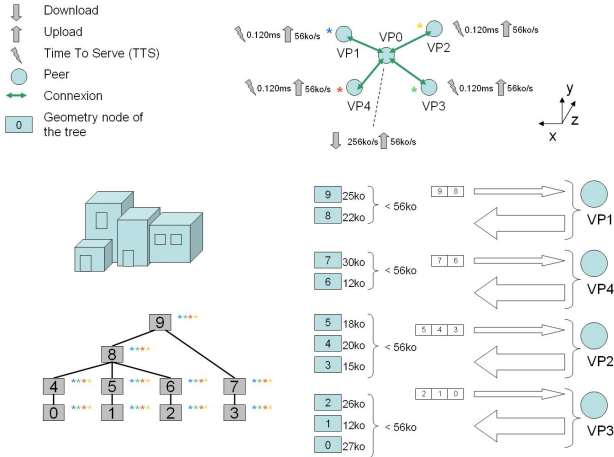 Download
Upload
Time To Serve (TTS)
Peer
Connexion
0 Geometry node of
the tree
VP0
0.120ms 56ko/s * VP1
* VP2 0.120ms 56ko/s
0.120ms 56ko/s * VP4
* VP3 0.120ms 56ko/s
256ko/s 56ko/s
y
z
x
9 25ko
8 22ko
< 56ko
9 8
VP1
7 30ko
6 12ko
< 56ko
7 6
VP4
5 18ko
4 20ko
3 15ko
< 56ko
5 4 3
VP2
2 26ko
1 12ko
0 27ko
< 56ko
2 1 0
VP3
9 ****
8 ****
4 **** 5 **** 6 **** 7 ****
0 **** 1 **** 2 **** 3 ****